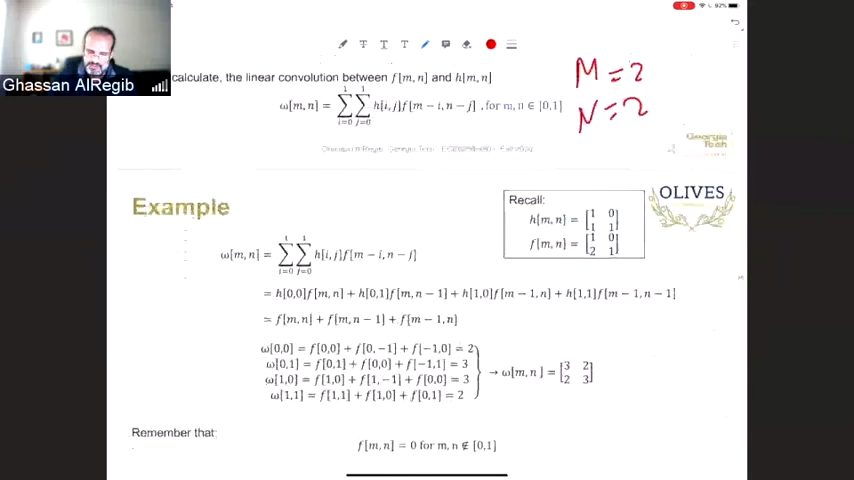 92%
Ghassan AlRegib
calculate, the linear convolution between f[m,n] and h[m,n]
ω[m,n] = ∑_{i=0}^{1} ∑_{j=0}^{1} h[i,j]f[m − i, n − j] , for m, n ∈ [0,1]
M = 2
N = 2
Georgia
Tech
Example
OLIVES
Recall:
h[m,n] = [1 0
1 1]
f[m,n] = [1 0
2 1]
ω[m,n] = ∑_{i=0}^{1} ∑_{j=0}^{1} h[i,j]f[m − i, n − j]
= h[0,0]f[m,n] + h[0,1]f[m,n − 1] + h[1,0]f[m − 1,n] + h[1,1]f[m − 1,n − 1]
= f[m,n] + f[m,n − 1] + f[m − 1,n]
ω[0,0] = f[0,0] + f[0,−1] + f[−1,0] = 2
ω[0,1] = f[0,1] + f[0,0] + f[−1,1] = 3
ω[1,0] = f[1,0] + f[1,−1] + f[0,0] = 3
ω[1,1] = f[1,1] + f[1,0] + f[0,1] = 2
→ ω[m,n] = [3 2
2 3]
Remember that:
f[m,n] = 0 for m, n ∉ [0,1]